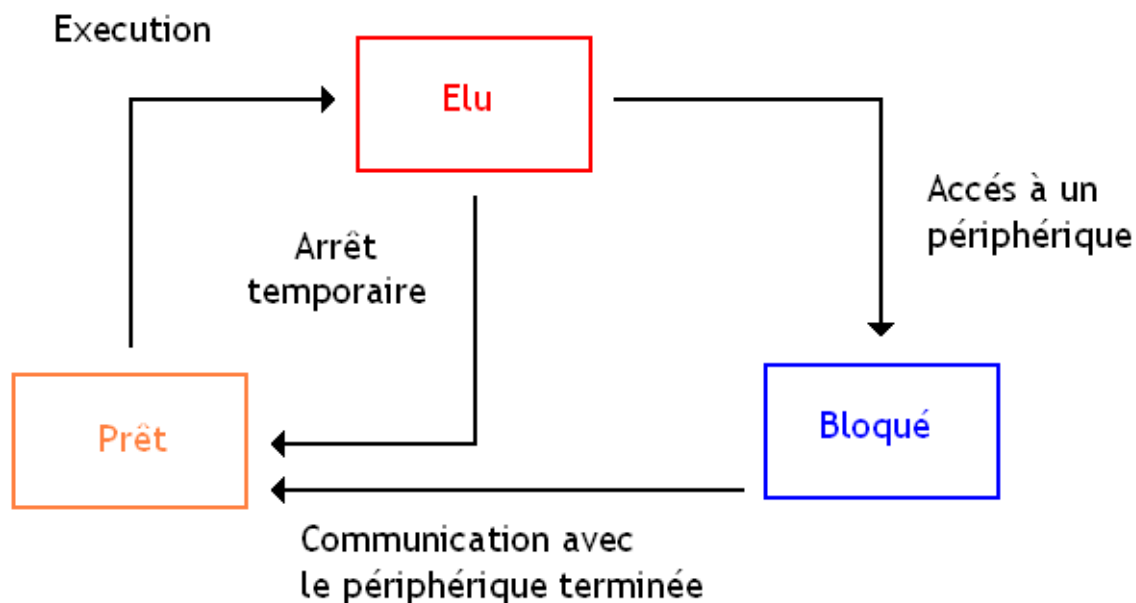 Execution
Elu
Accés à un
périphérique
Arrêt
temporaire
Prêt
Bloqué
Communication avec
le périphérique terminée